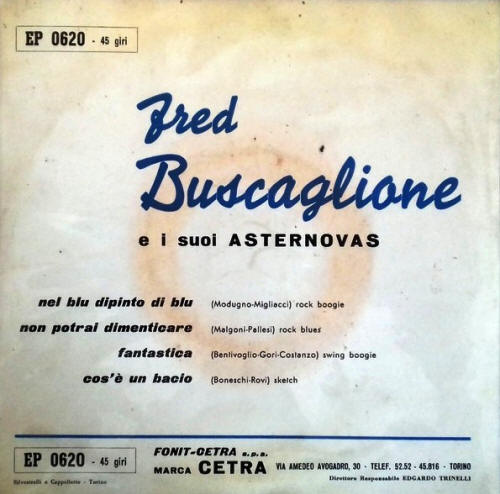 EP 0620 - 45 giri
Fred
Buscaglione
e i suoi ASTERNOVAS
nel blu dipinto di blu (Modugno-Migliacci) rock boogie
non potrai dimenticare (Malgoni-Pallesi) rock blues
fantastica (Bentivoglio-Gori-Costanzo) swing boogie
cos'è un bacio (Boneschi-Rovi) sketch
EP 0620 - 45 giri
FONIT-CETRA s.p.a.
MARCA CETRA VIA AMEDEO AVOGADRO, 30 - TELEF. 52.52 - 45.816 - TORINO
Silvestrelli e Cappelletto - Torino
Direttore Responsabile EDGARDO TRINELLI